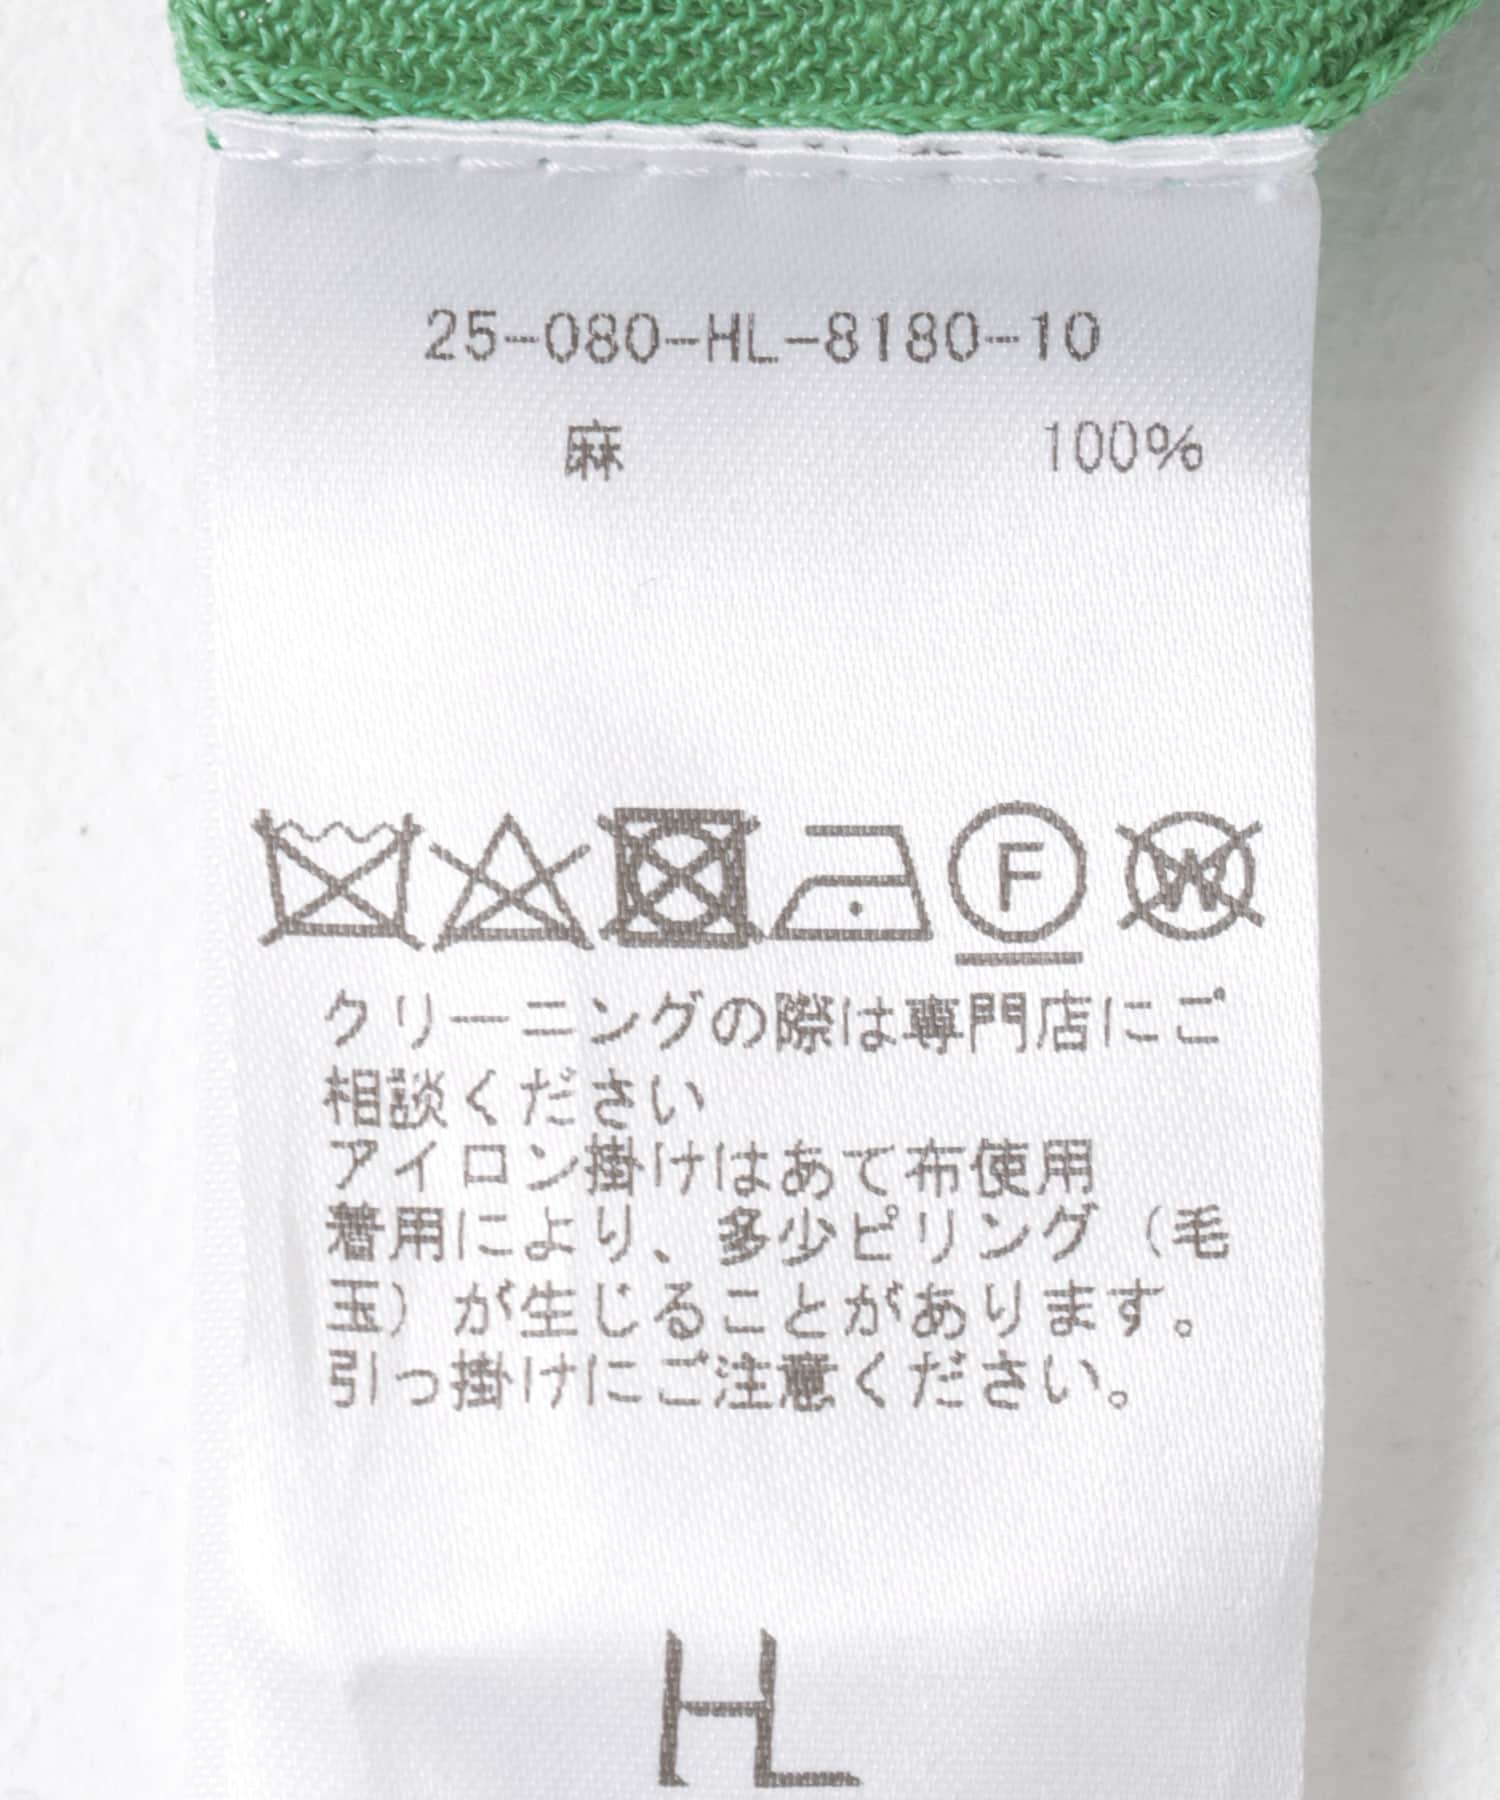 25-080-HL-8180-10
麻 100%
F W
クリーニングの際は専門店にご
相談ください
アイロン掛けはあて布使用
着用により、多少ピリング（毛
玉）が生じることがあります。
引っ掛けにご注意ください。
HL